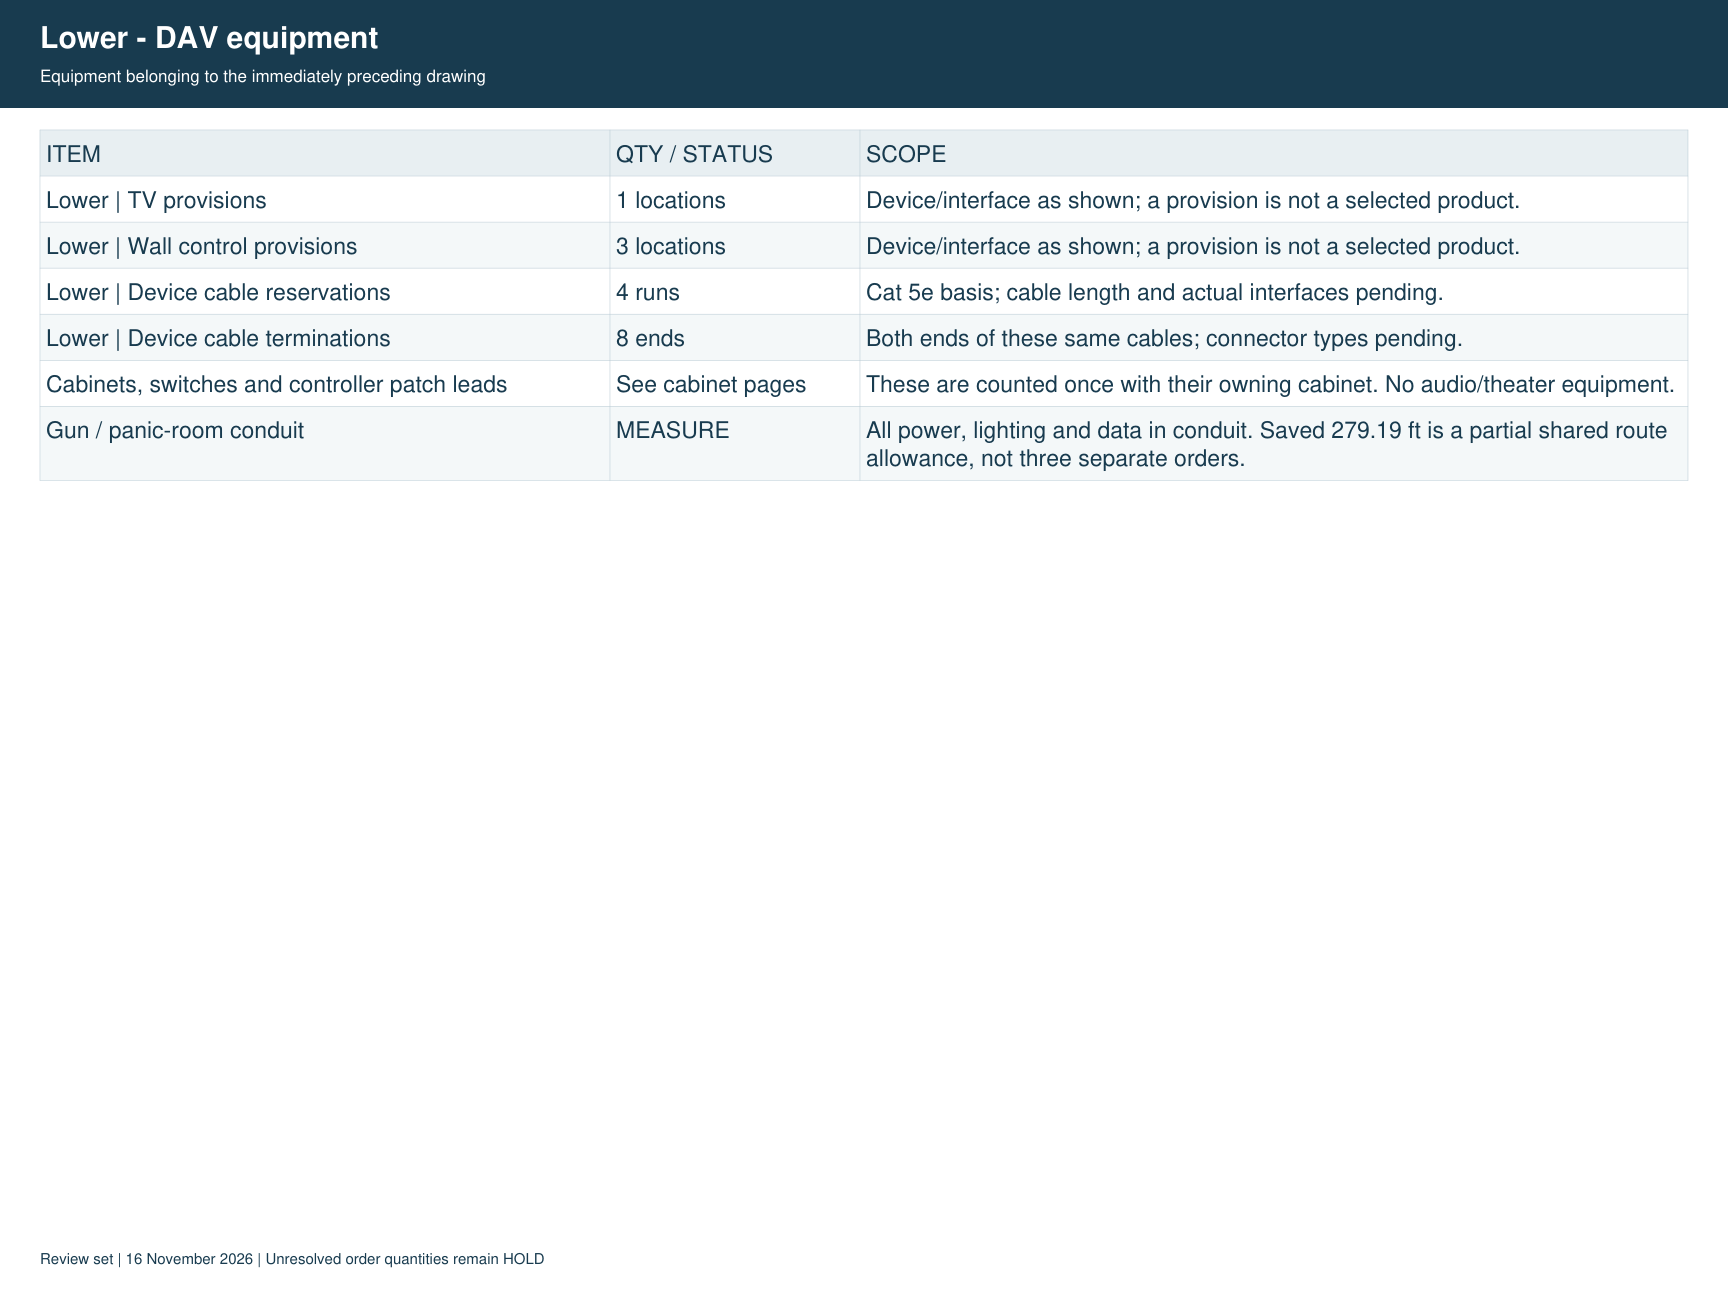 Lower - DAV equipment
Equipment belonging to the immediately preceding drawing
ITEM QTY / STATUS SCOPE
Lower | TV provisions 1 locations Device/interface as shown; a provision is not a selected product.
Lower | Wall control provisions 3 locations Device/interface as shown; a provision is not a selected product.
Lower | Device cable reservations 4 runs Cat 5e basis; cable length and actual interfaces pending.
Lower | Device cable terminations 8 ends Both ends of these same cables; connector types pending.
Cabinets, switches and controller patch leads See cabinet pages These are counted once with their owning cabinet. No audio/theater equipment.
Gun / panic-room conduit MEASURE All power, lighting and data in conduit. Saved 279.19 ft is a partial shared route
allowance, not three separate orders.
Review set | 16 November 2026 | Unresolved order quantities remain HOLD